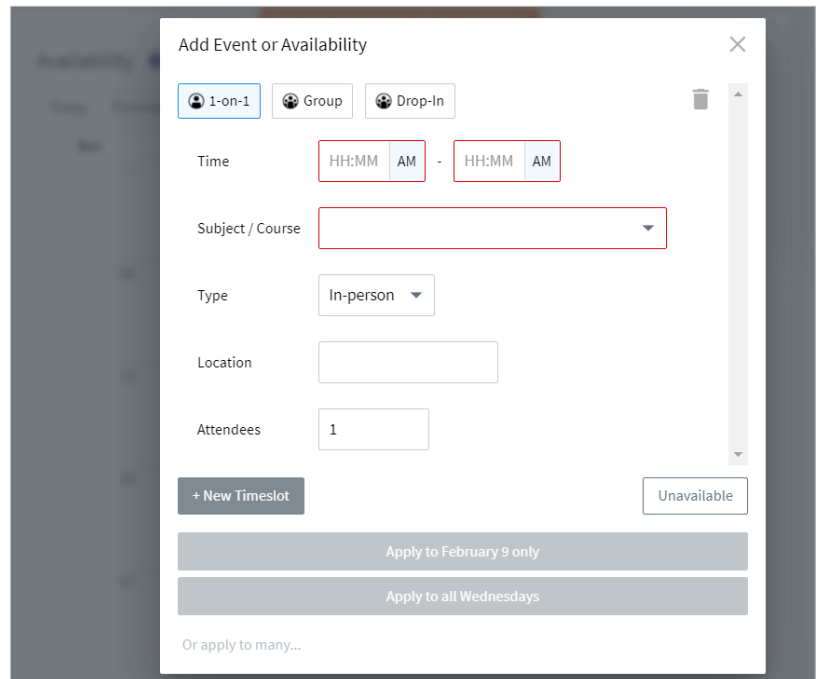 Add Event or Availability
1-on-1 Group Drop-In
Time HH:MM AM - HH:MM AM
Subject / Course
Type In-person
Location
Attendees 1
+ New Timeslot Unavailable
Apply to February 9 only
Apply to all Wednesdays
Or apply to many...